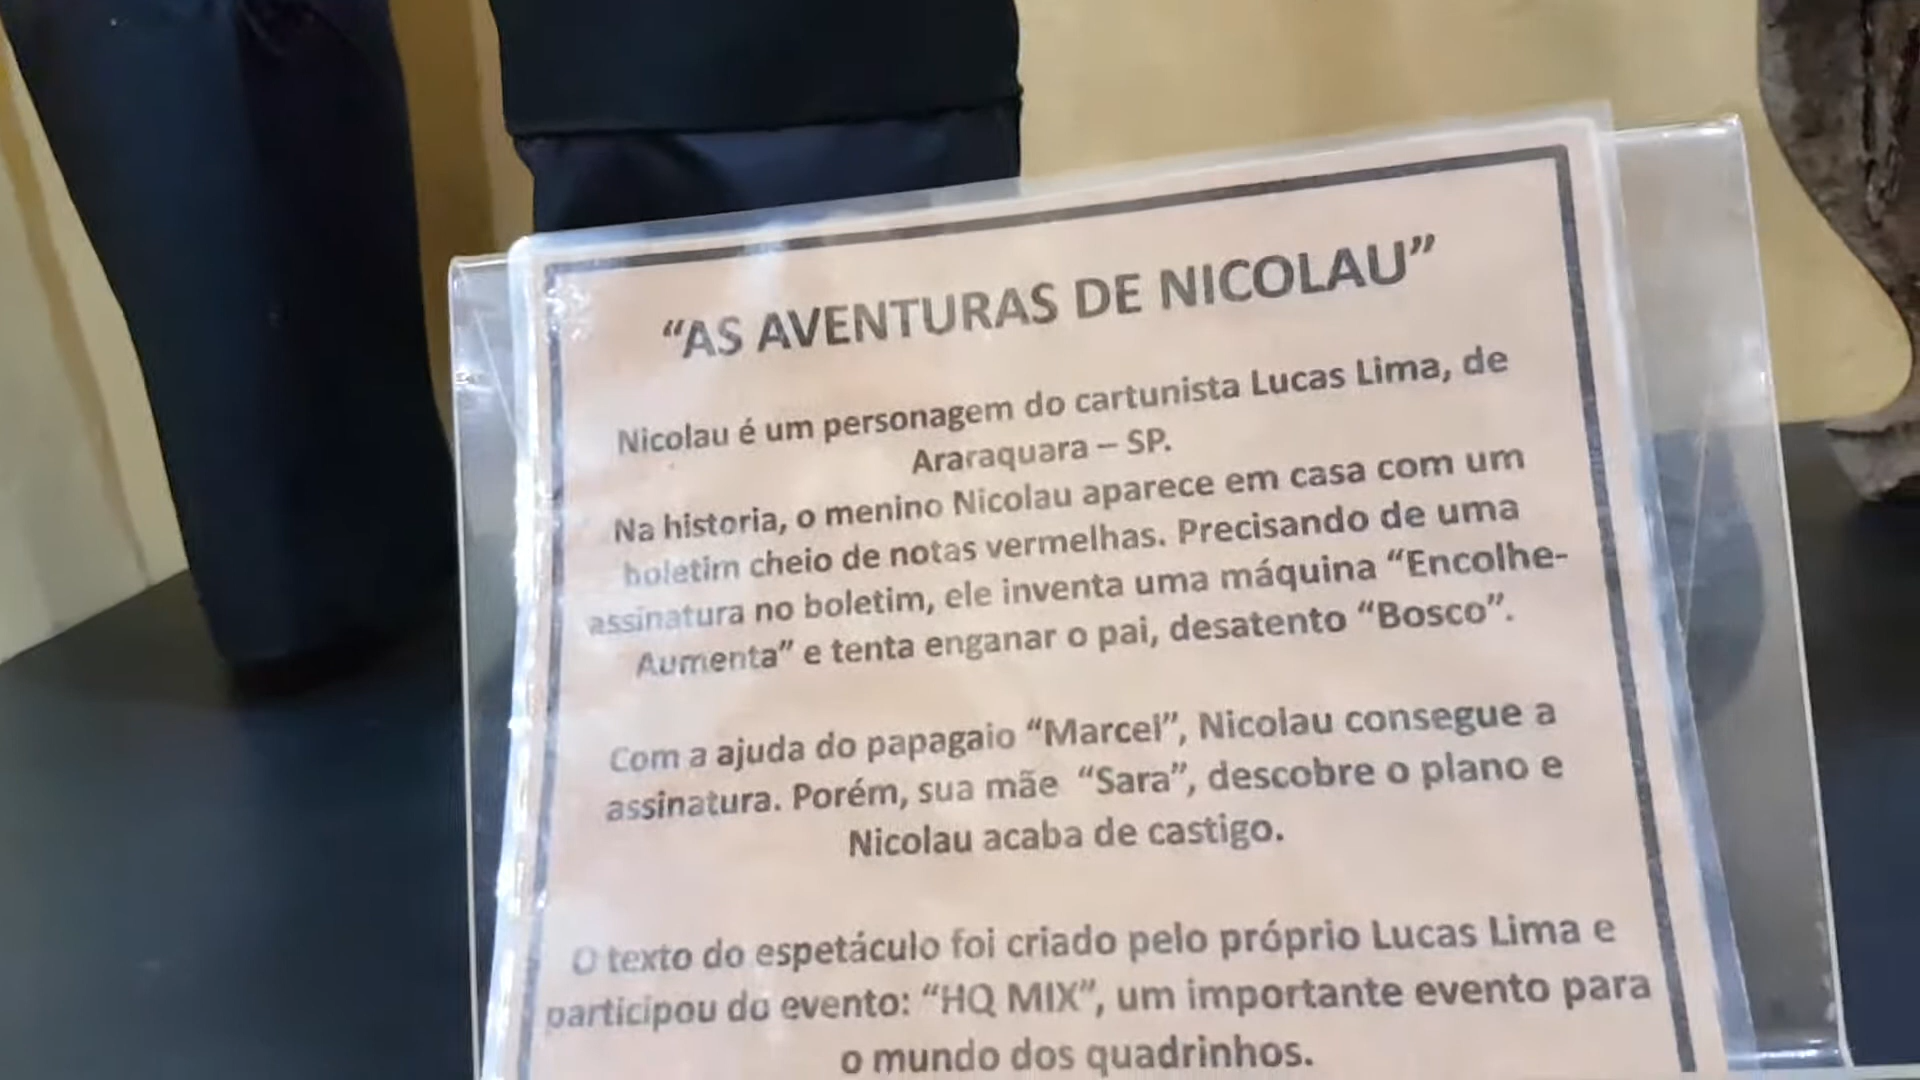 “AS AVENTURAS DE NICOLAU”
Nicolau é um personagem do cartunista Lucas Lima, de
Araraquara – SP.
Na historia, o menino Nicolau aparece em casa com um
boletim cheio de notas vermelhas. Precisando de uma
assinatura no boletim, ele inventa uma máquina “Encolhe-
Aumenta” e tenta enganar o pai, desatento “Bosco”.
Com a ajuda do papagaio “Marcel”, Nicolau consegue a
assinatura. Porém, sua mãe “Sara”, descobre o plano e
Nicolau acaba de castigo.
O texto do espetáculo foi criado pelo próprio Lucas Lima e
participou do evento: “HQ MIX”, um importante evento para
o mundo dos quadrinhos.